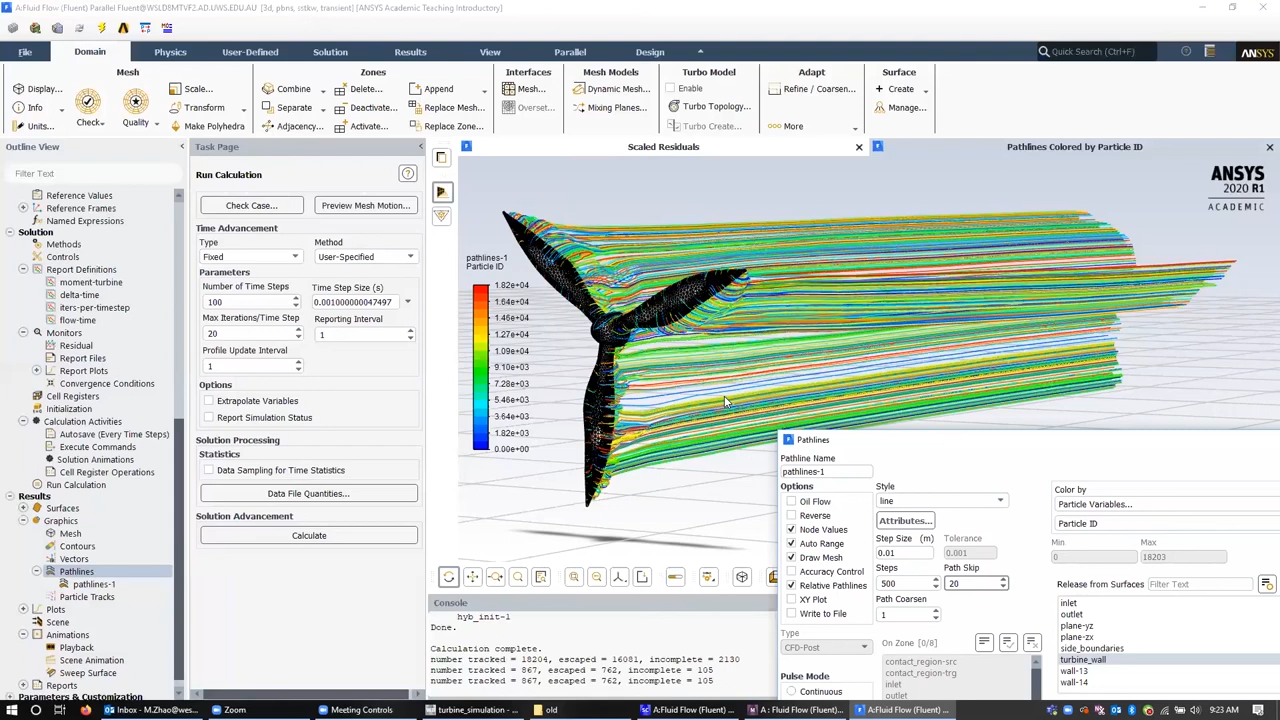 A:Fluid Flow (Fluent) Parallel Fluent@WSLD8MTVF2.AD.UWS.EDU.AU [3d, pbns, sstkw, transient] [ANSYS Academic Teaching Introductory]
File Domain Physics User-Defined Solution Results View Parallel Design Quick Search (Ctrl+F) ANSYS
Mesh Zones Interfaces Mesh Models Turbo Model Adapt Surface
Display... Scale... Combine Delete... Append Mesh... Dynamic Mesh... Enable Refine / Coarsen... Create
Info Transform Separate Deactivate... Replace Mesh... Overset... Mixing Planes... Turbo Topology... Manage...
Units... Check Quality Make Polyhedra Adjacency... Activate... Replace Zone... Turbo Create... More
Outline View
Filter Text
Reference Values
Reference Frames
Named Expressions
Solution
Methods
Controls
Report Definitions
moment-turbine
delta-time
iters-per-timestep
flow-time
Monitors
Residual
Report Files
Report Plots
Convergence Conditions
Cell Registers
Initialization
Calculation Activities
Autosave (Every Time Steps)
Execute Commands
Solution Animations
Cell Register Operations
Run Calculation
Results
Surfaces
Graphics
Mesh
Contours
Vectors
Pathlines
pathlines-1
Particle Tracks
Plots
Scene
Animations
Playback
Scene Animation
Sweep Surface
Reports
Parameters & Customization
Task Page
Run Calculation
Check Case... Preview Mesh Motion...
Time Advancement
Type Method
Fixed User-Specified
Parameters
Number of Time Steps Time Step Size (s)
100 0.001000000047497
Max Iterations/Time Step Reporting Interval
20 1
Profile Update Interval
1
Options
Extrapolate Variables
Report Simulation Status
Solution Processing
Statistics
Data Sampling for Time Statistics
Data File Quantities...
Solution Advancement
Calculate
Scaled Residuals Pathlines Colored by Particle ID
ANSYS
2020 R1
ACADEMIC
pathlines-1
Particle ID
1.82e+04
1.64e+04
1.46e+04
1.27e+04
1.09e+04
9.10e+03
7.28e+03
5.46e+03
3.64e+03
1.82e+03
0.00e+00
Console
hyb_init-1
Done.
Calculation complete.
number tracked = 18204, escaped = 16081, incomplete = 2130
number tracked = 867, escaped = 762, incomplete = 105
number tracked = 867, escaped = 762, incomplete = 105
Pathlines
Pathline Name
pathlines-1
Options
Oil Flow
Reverse
Node Values
Auto Range
Draw Mesh
Accuracy Control
Relative Pathlines
XY Plot
Write to File
Type
CFD-Post
Pulse Mode
Continuous
Style
line
Attributes...
Step Size (m) Tolerance
0.01 0.001
Steps Path Skip
500 20
Path Coarsen
1
On Zone [0/8]
contact_region-src
contact_region-trg
inlet
outlet
Color by
Particle Variables...
Particle ID
Min Max
0 18203
Release from Surfaces Filter Text
inlet
outlet
plane-yz
plane-zx
side_boundaries
turbine_wall
wall-13
wall-14
Inbox - M.Zhao@wes... Zoom Meeting Controls turbine_simulation - ... old A:Fluid Flow (Fluent... A : Fluid Flow (Fluent... A:Fluid Flow (Fluent) ... 9:23 AM